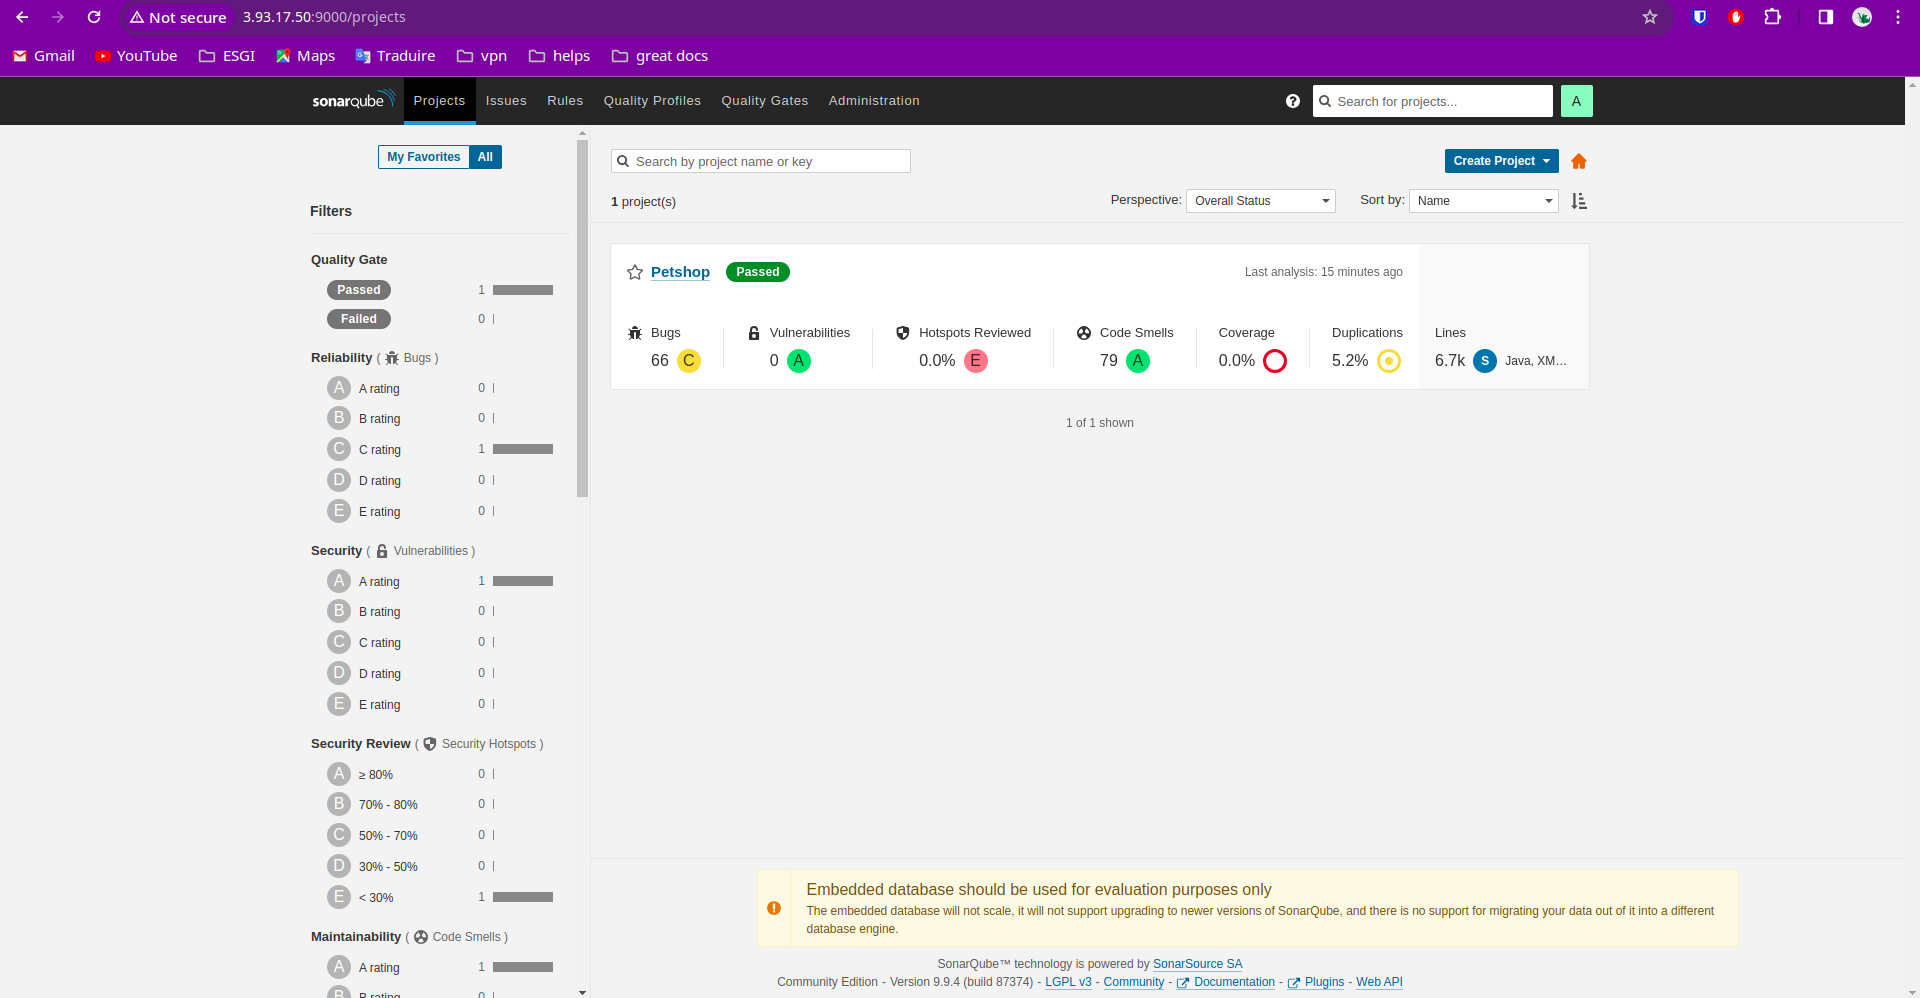 Not secure 3.93.17.50:9000/projects
Gmail YouTube ESGI Maps Traduire vpn helps great docs
sonarqube Projects Issues Rules Quality Profiles Quality Gates Administration ? Search for projects... A
My Favorites All
Filters
Quality Gate
Passed 1
Failed 0
Reliability ( Bugs )
A A rating 0
B B rating 0
C C rating 1
D D rating 0
E E rating 0
Security ( Vulnerabilities )
A A rating 1
B B rating 0
C C rating 0
D D rating 0
E E rating 0
Security Review ( Security Hotspots )
A ≥ 80% 0
B 70% - 80% 0
C 50% - 70% 0
D 30% - 50% 0
E < 30% 1
Maintainability ( Code Smells )
A A rating 1
B B rating 0
Search by project name or key Create Project
1 project(s) Perspective: Overall Status Sort by: Name
Petshop Passed Last analysis: 15 minutes ago
Bugs Vulnerabilities Hotspots Reviewed Code Smells Coverage Duplications Lines
66 C 0 A 0.0% E 79 A 0.0% 5.2% 6.7k S Java, XM...
1 of 1 shown
Embedded database should be used for evaluation purposes only
The embedded database will not scale, it will not support upgrading to newer versions of SonarQube, and there is no support for migrating your data out of it into a different
database engine.
SonarQube™ technology is powered by SonarSource SA
Community Edition - Version 9.9.4 (build 87374) - LGPL v3 - Community - Documentation - Plugins - Web API